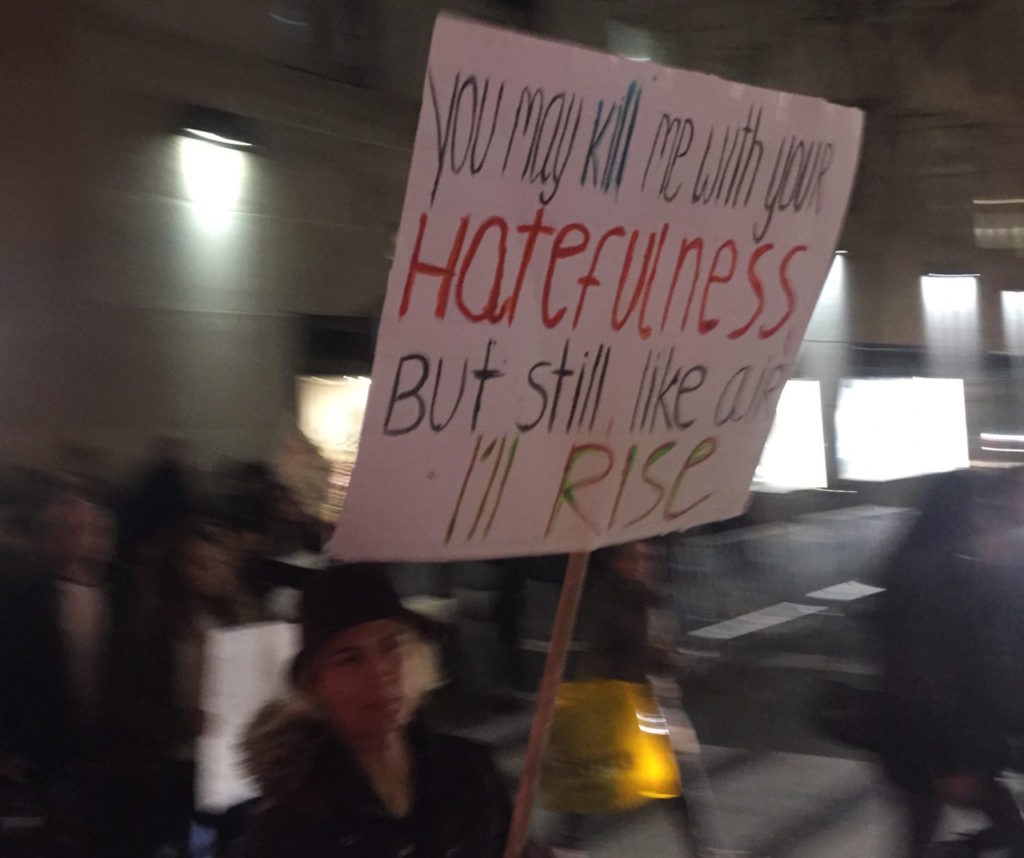 You may kill me with your
Hatefulness,
But still, like air
I'll RISE